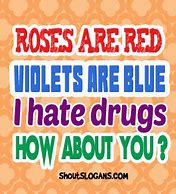 ROSES ARE RED
VIOLETS ARE BLUE
I hate drugs
HOW ABOUT YOU ?
ShoutSlogans.com